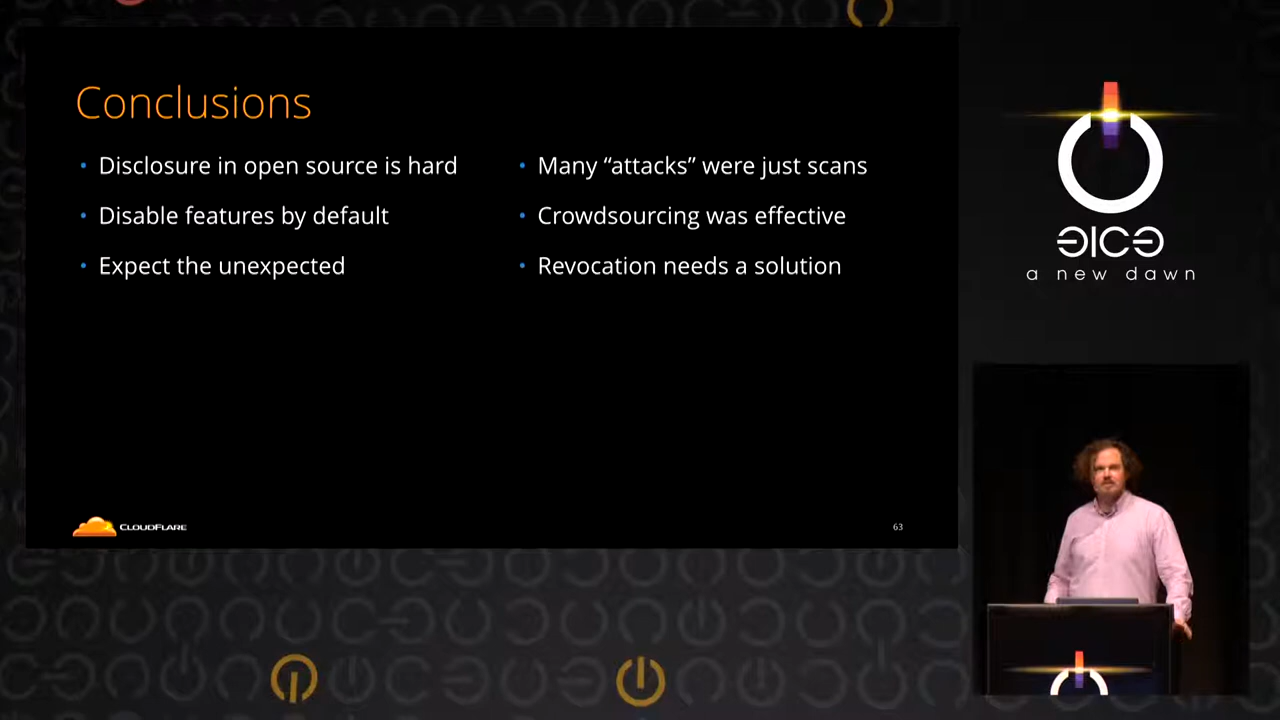 Conclusions
• Disclosure in open source is hard
• Disable features by default
• Expect the unexpected
• Many “attacks” were just scans
• Crowdsourcing was effective
• Revocation needs a solution
CLOUDFLARE
63
a new dawn